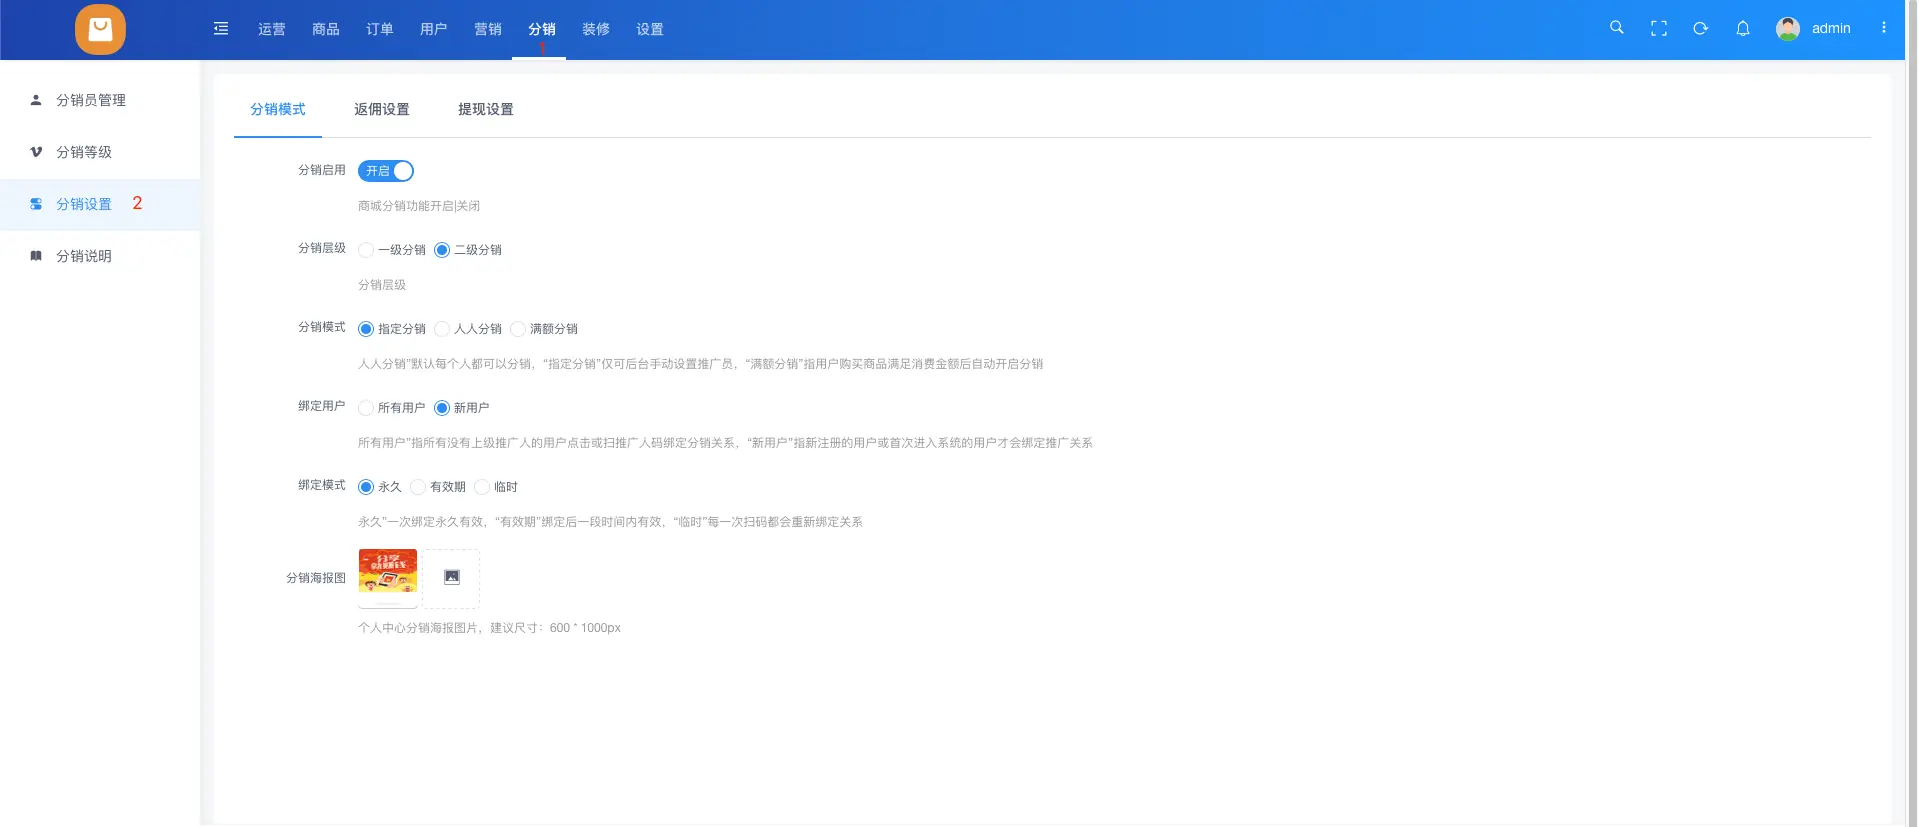 运营 商品 订单 用户 营销 分销 装修 设置 admin
1
分销员管理
分销等级
分销设置 2
分销说明
分销模式 返佣设置 提现设置
分销启用 开启
商城分销功能开启|关闭
分销层级 一级分销 二级分销
分销层级
分销模式 指定分销 人人分销 满额分销
人人分销”默认每个人都可以分销，“指定分销”仅可后台手动设置推广员，“满额分销”指用户购买商品满足消费金额后自动开启分销
绑定用户 所有用户 新用户
所有用户”指所有没有上级推广人的用户点击或扫推广人码绑定分销关系，“新用户”指新注册的用户或首次进入系统的用户才会绑定推广关系
绑定模式 永久 有效期 临时
永久”一次绑定永久有效，“有效期”绑定后一段时间内有效，“临时”每一次扫码都会重新绑定关系
分享
分销海报图
个人中心分销海报图片，建议尺寸：600 * 1000px